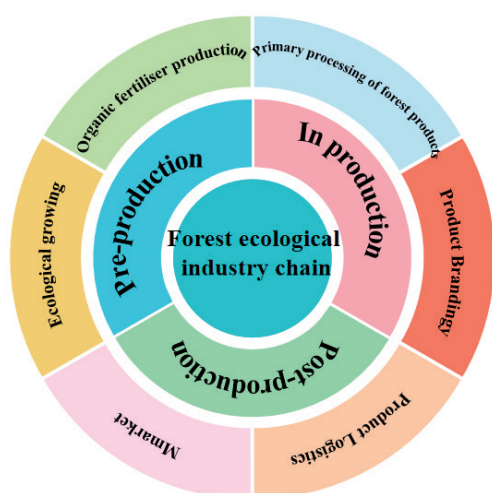 Forest ecological
industry chain
Pre-production
In production
Post-production
Organic fertiliser production
Primary processing of forest products
Product Brandingy
Product Logistics
Mmarket
Ecological growing